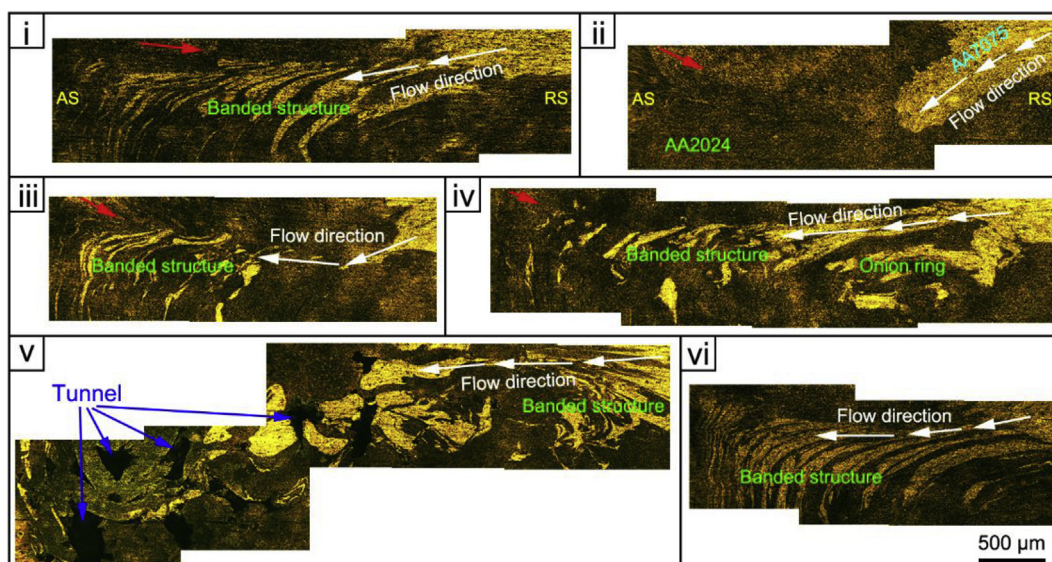 i
AS
Banded structure
Flow direction
RS
ii
AS
AA2024
AA7075
Flow direction
RS
iii
Banded structure
Flow direction
iv
Flow direction
Banded structure
Onion ring
v
Tunnel
Flow direction
Banded structure
vi
Flow direction
Banded structure
500 µm